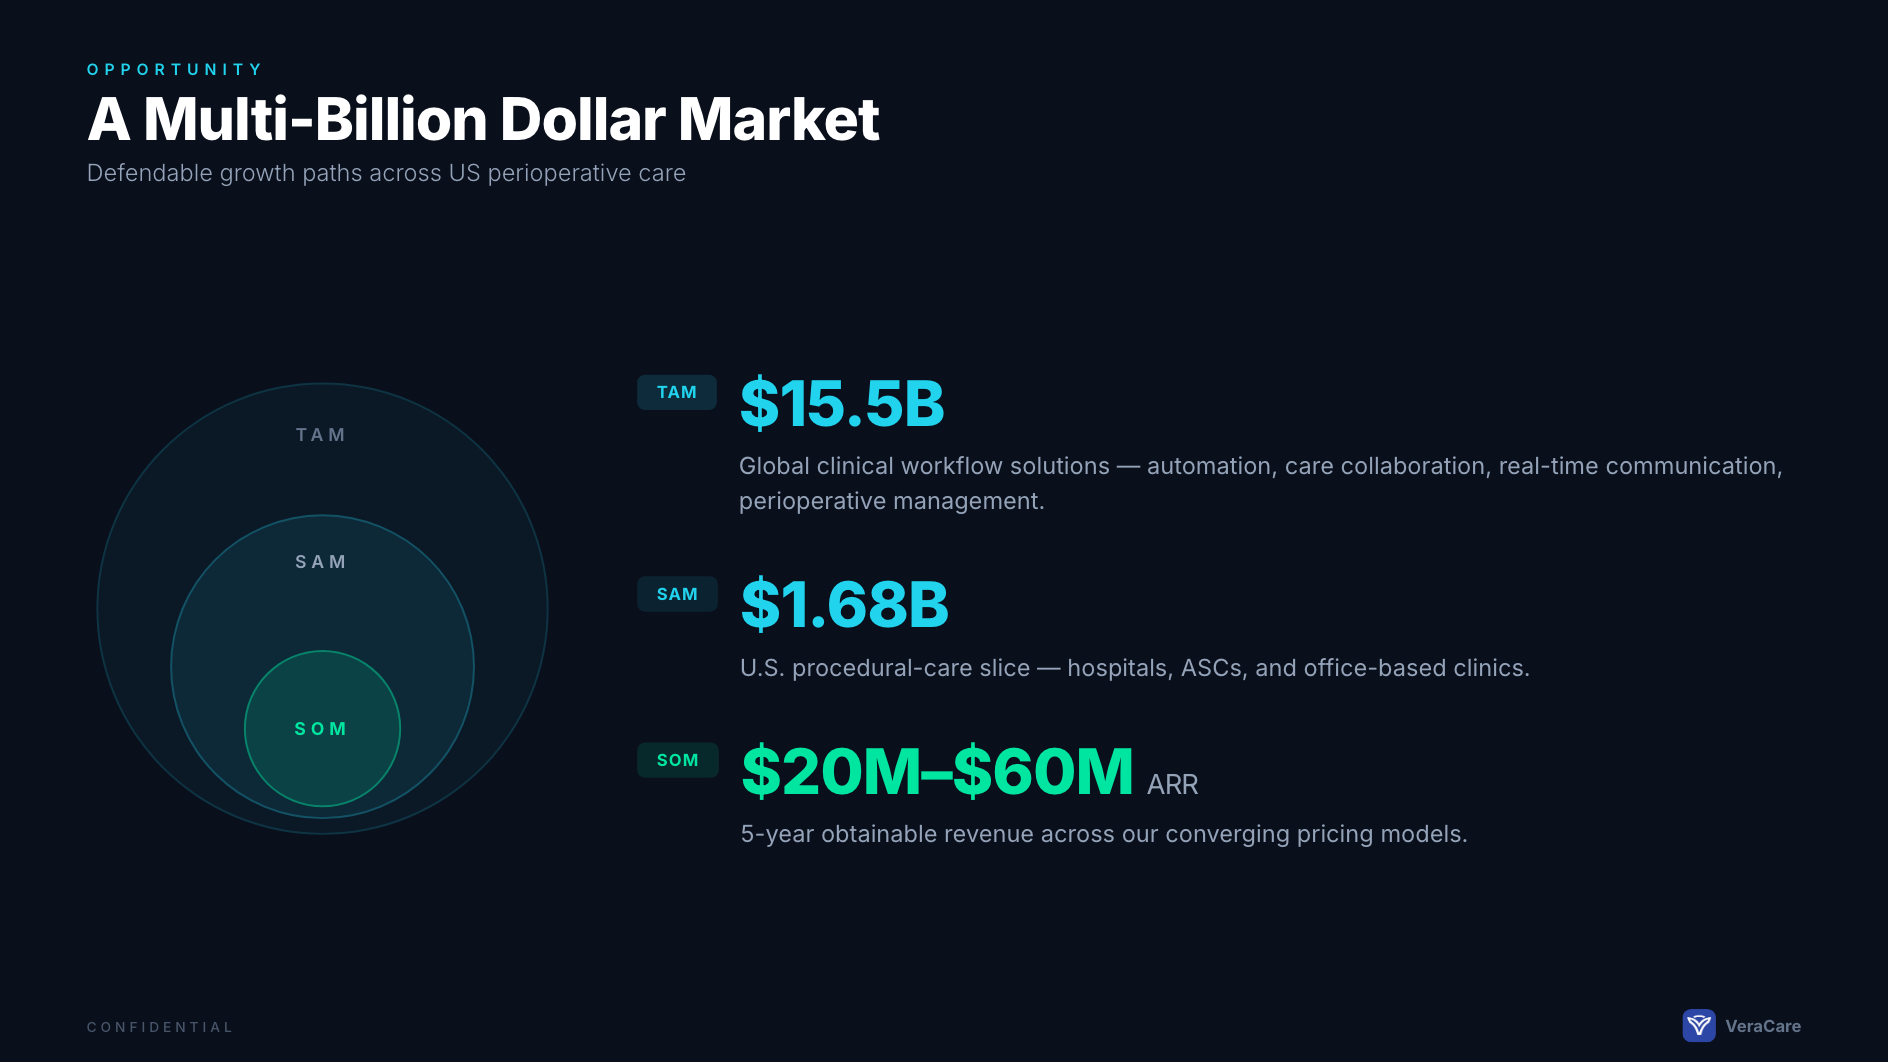 OPPORTUNITY
A Multi-Billion Dollar Market
Defendable growth paths across US perioperative care
TAM
SAM
SOM
TAM
$15.5B
Global clinical workflow solutions — automation, care collaboration, real-time communication,
perioperative management.
SAM
$1.68B
U.S. procedural-care slice — hospitals, ASCs, and office-based clinics.
SOM
$20M–$60M ARR
5-year obtainable revenue across our converging pricing models.
CONFIDENTIAL
VeraCare